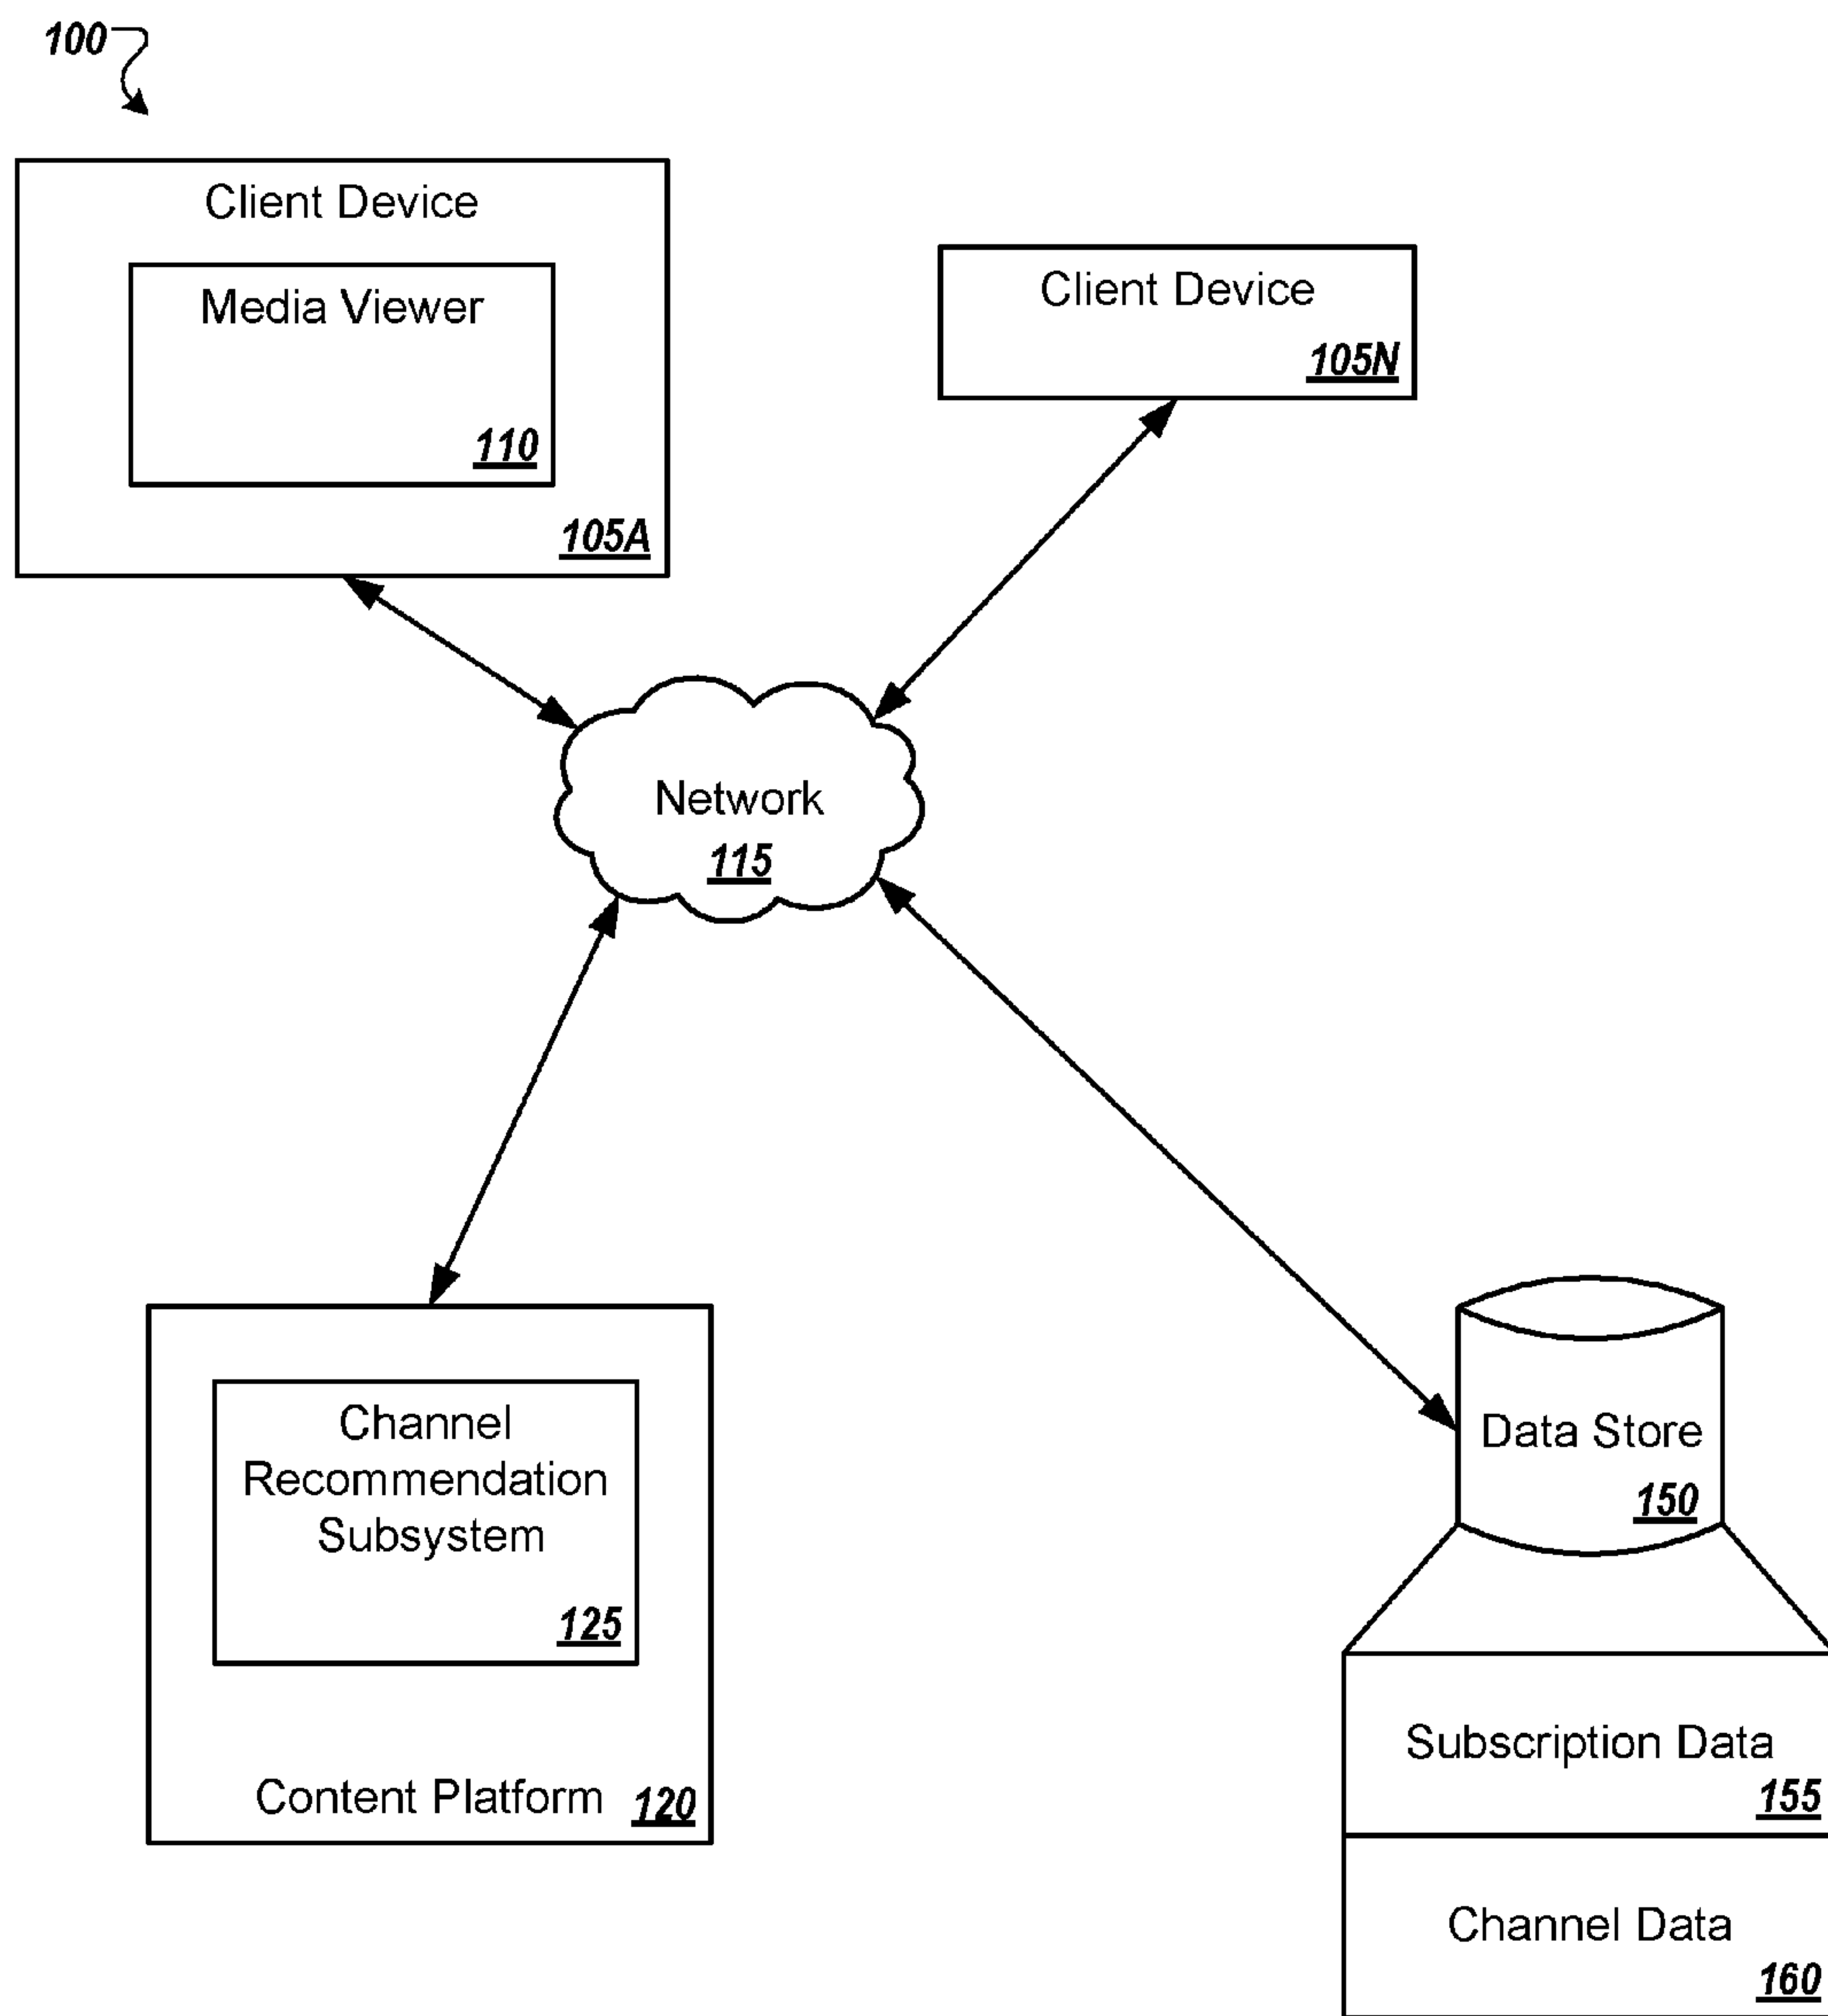 100
Client Device
Media Viewer
110
105A
Client Device
105N
Network
115
Channel
Recommendation
Subsystem
125
Content Platform 120
Data Store
150
Subscription Data
155
Channel Data
160